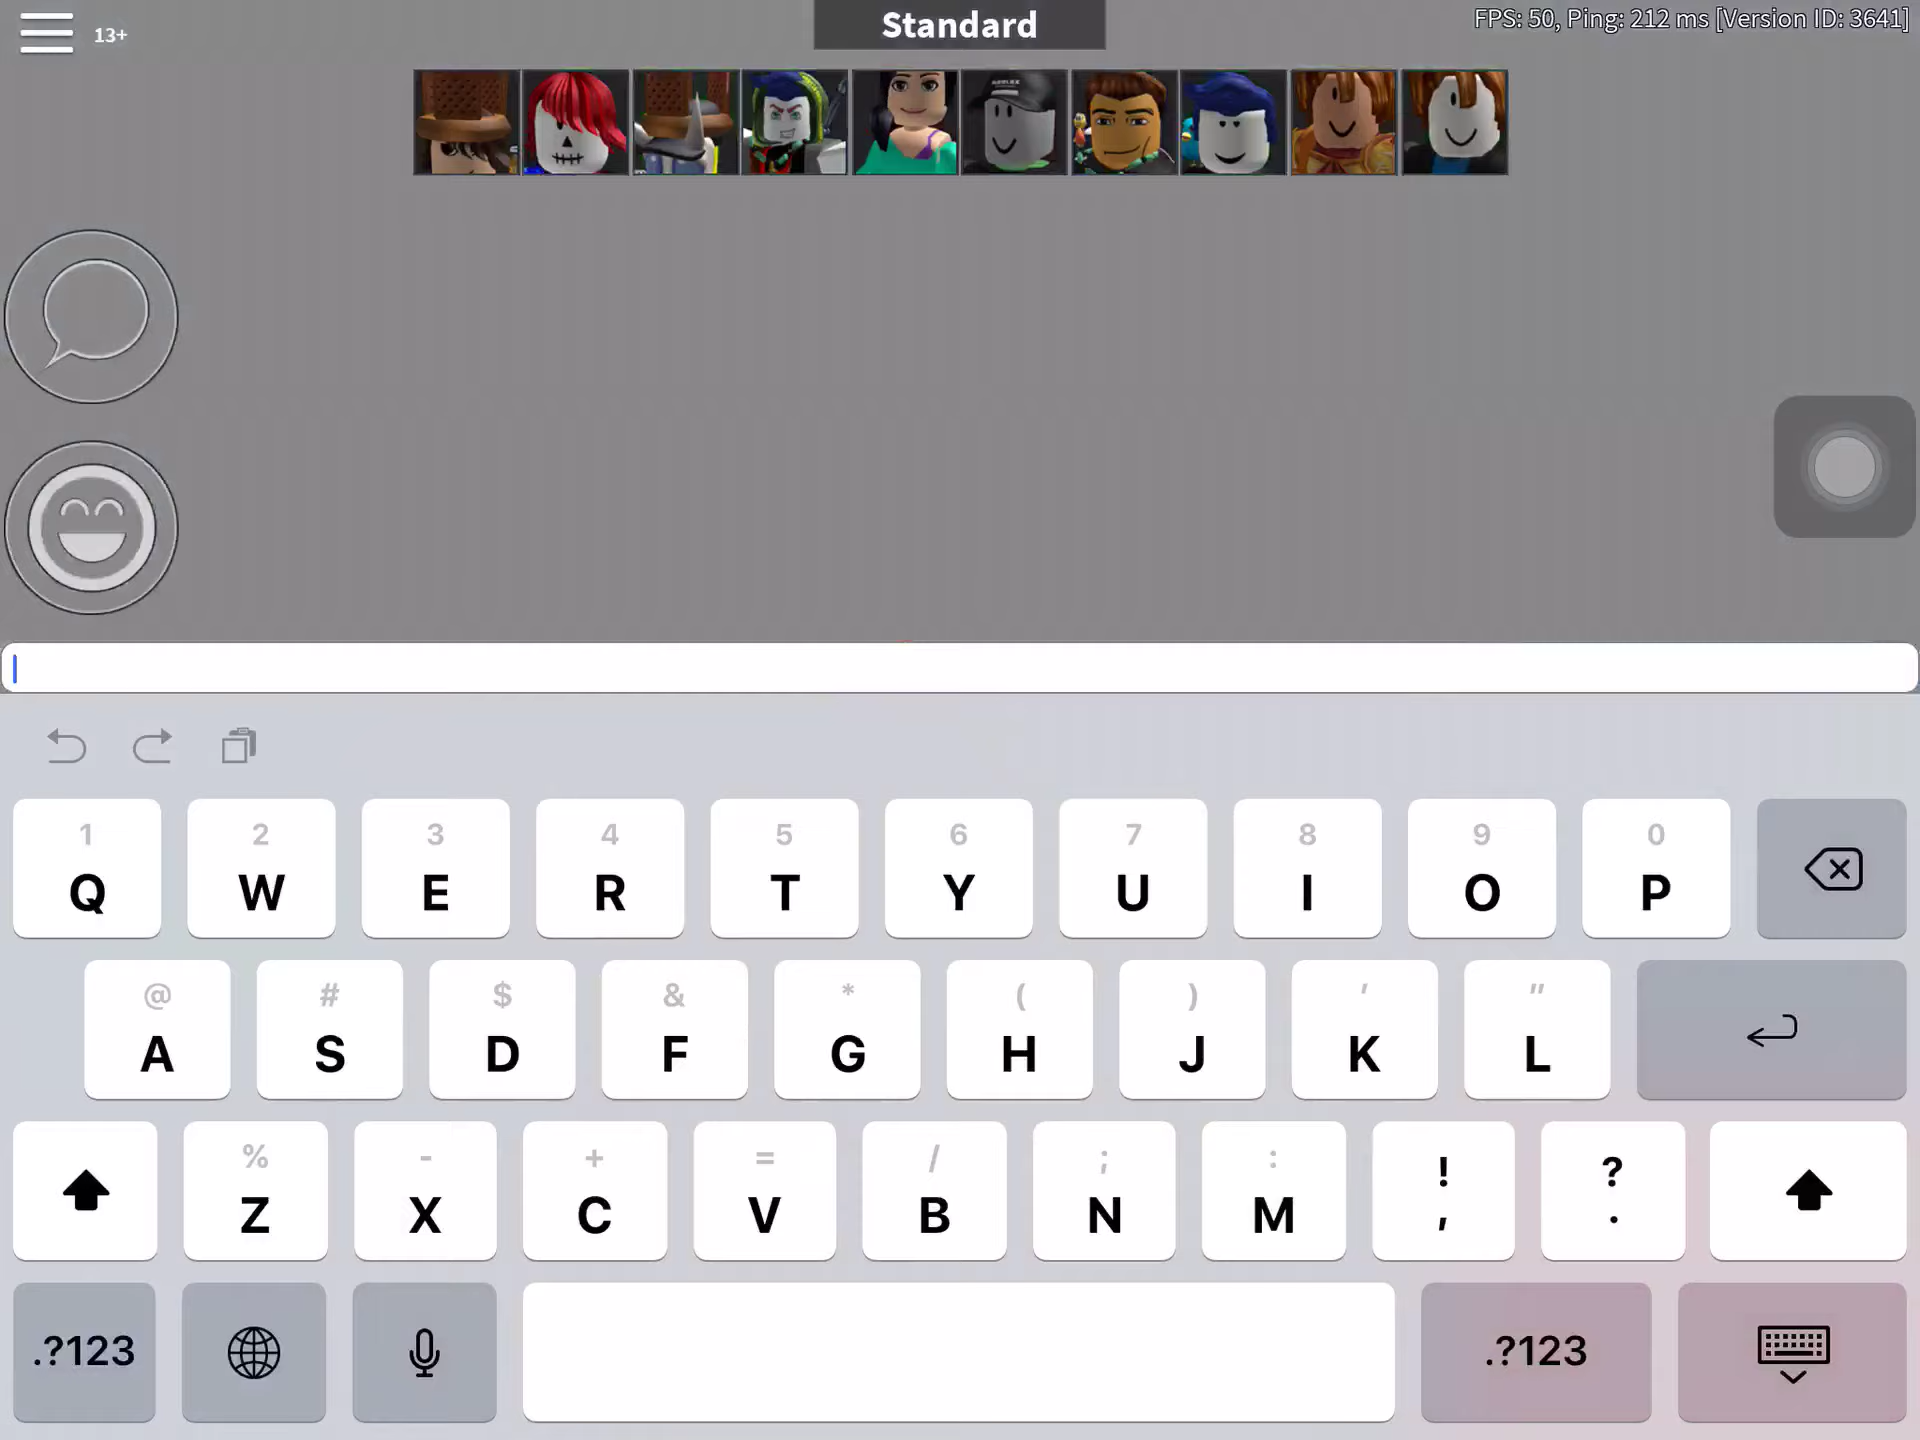 13+
Standard
FPS: 50, Ping: 212 ms [Version ID: 3641]
ROBLOX
1 2 3 4 5 6 7 8 9 0
Q W E R T Y U I O P
@ # $ & * ( ) ' "
A S D F G H J K L
% - + = / ; : ! ?
Z X C V B N M , .
.?123 .?123